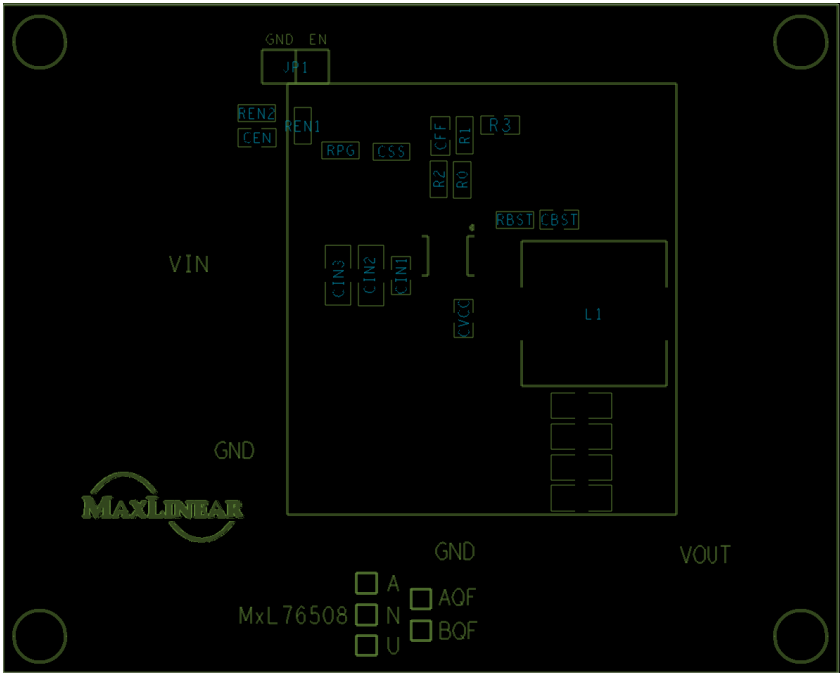 GND EN
JP1
REN2
REN1
CEN
RPG
CSS
CFF
R1
R3
R2
R0
RBST
CBST
VIN
CIN3
CIN2
CIN1
CVCC
L1
GND
MAXLINEAR
GND
VOUT
A
AQF
MxL76508
N
BQF
U